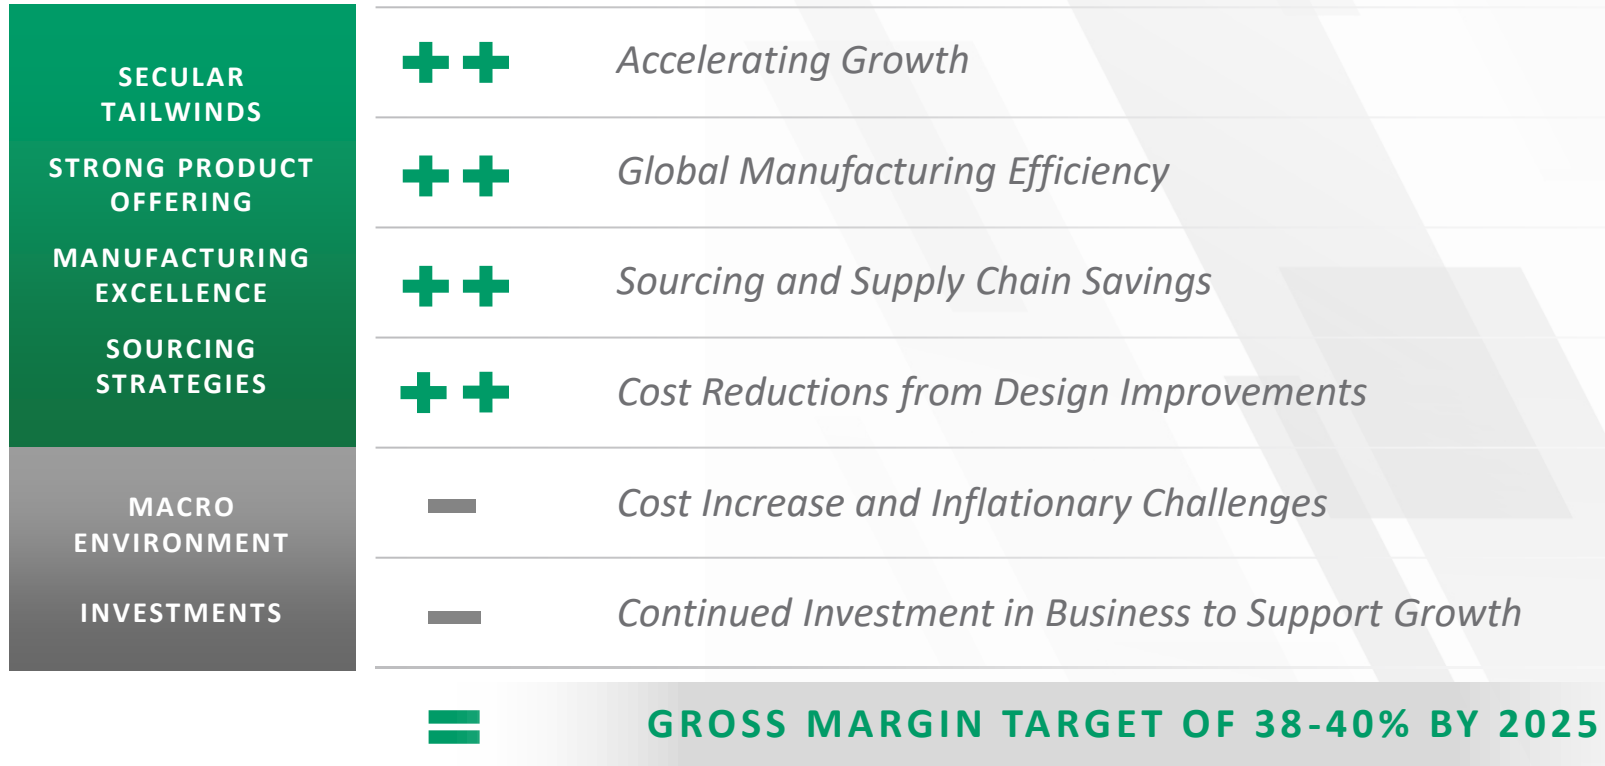 SECULAR
TAILWINDS
STRONG PRODUCT
OFFERING
MANUFACTURING
EXCELLENCE
SOURCING
STRATEGIES
MACRO
ENVIRONMENT
INVESTMENTS
++ Accelerating Growth
++ Global Manufacturing Efficiency
++ Sourcing and Supply Chain Savings
++ Cost Reductions from Design Improvements
– Cost Increase and Inflationary Challenges
– Continued Investment in Business to Support Growth
= GROSS MARGIN TARGET OF 38-40% BY 2025